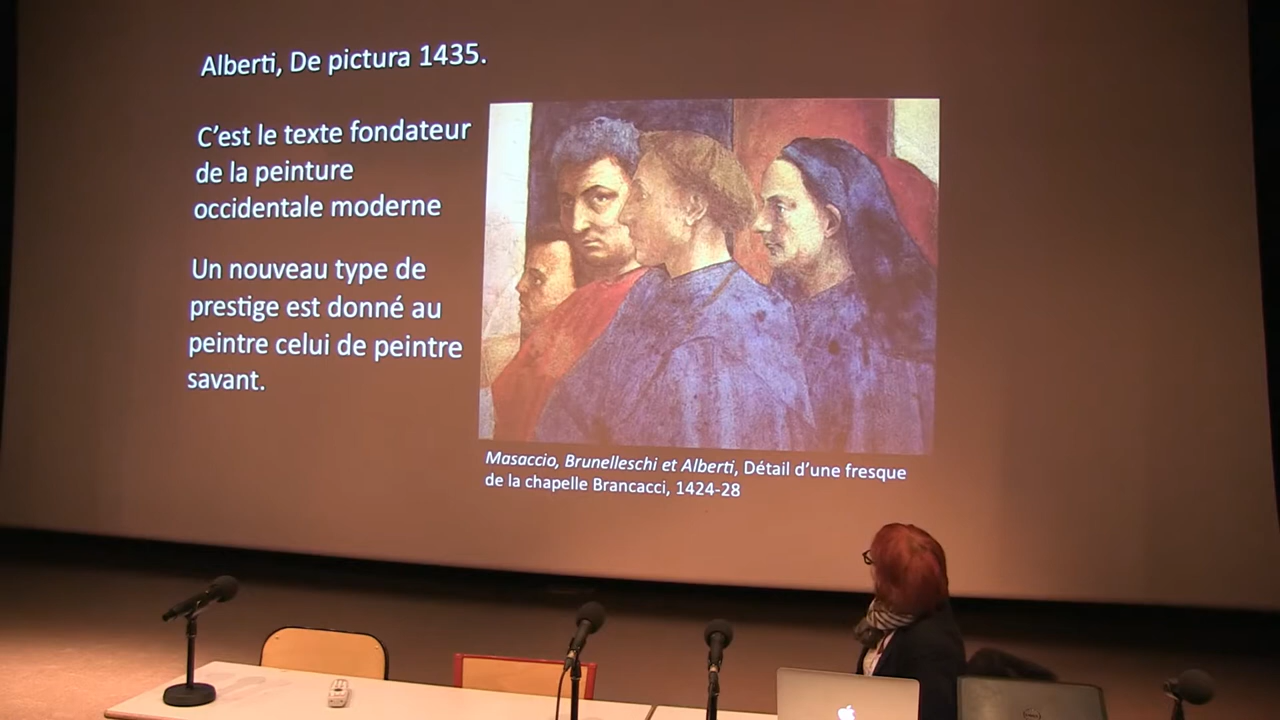 Alberti, De pictura 1435.
C'est le texte fondateur
de la peinture
occidentale moderne
Un nouveau type de
prestige est donné au
peintre celui de peintre
savant.
Masaccio, Brunelleschi et Alberti, Détail d'une fresque
de la chapelle Brancacci, 1424-28
DELL